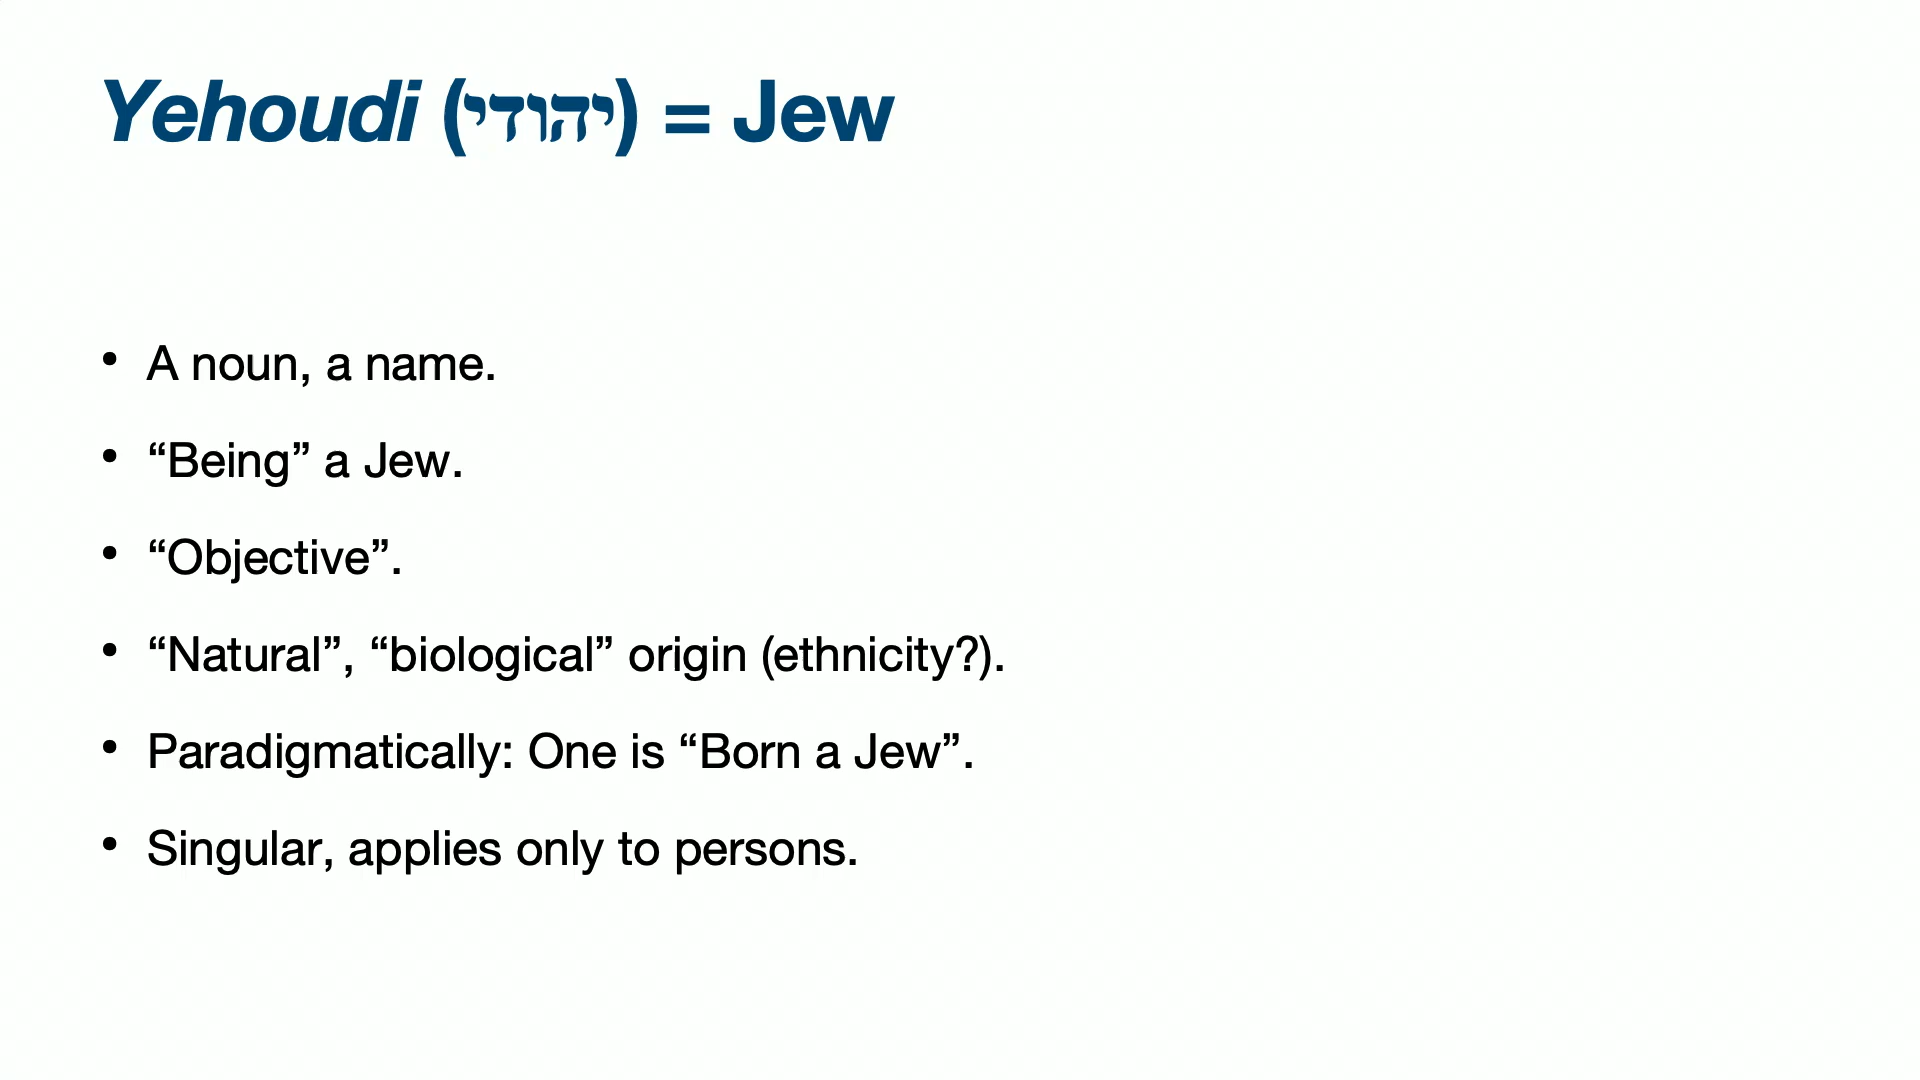 Yehoudi (יהודי) = Jew
• A noun, a name.
• “Being” a Jew.
• “Objective”.
• “Natural”, “biological” origin (ethnicity?).
• Paradigmatically: One is “Born a Jew”.
• Singular, applies only to persons.